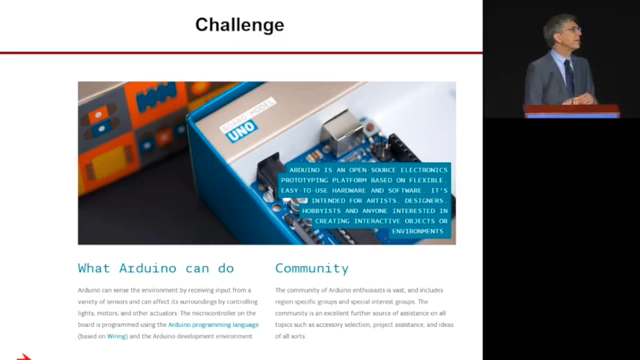 Challenge
BOARD MODEL
UNO
ARDUINO IS AN OPEN-SOURCE ELECTRONICS
PROTOTYPING PLATFORM BASED ON FLEXIBLE,
EASY-TO-USE HARDWARE AND SOFTWARE. IT'S
INTENDED FOR ARTISTS, DESIGNERS,
HOBBYISTS AND ANYONE INTERESTED IN
CREATING INTERACTIVE OBJECTS OR
ENVIRONMENTS
What Arduino can do
Arduino can sense the environment by receiving input from a
variety of sensors and can affect its surroundings by controlling
lights, motors, and other actuators. The microcontroller on
the board is programmed using the Arduino programming language
(based on Wiring) and the Arduino development environment
Community
The community of Arduino enthusiasts is vast, and includes
region specific groups and special interest groups. The
community is an excellent further source of assistance on all
topics such as accessory selection, project assistance, and ideas
of all sorts.